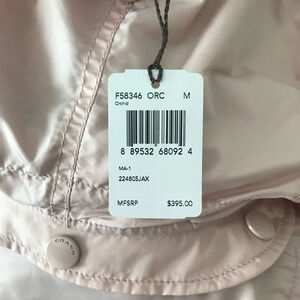 F58346 ORC M
Orchid
8 89532 68092 4
MA-1
224805JAX
MFSRP $395.00
COACH